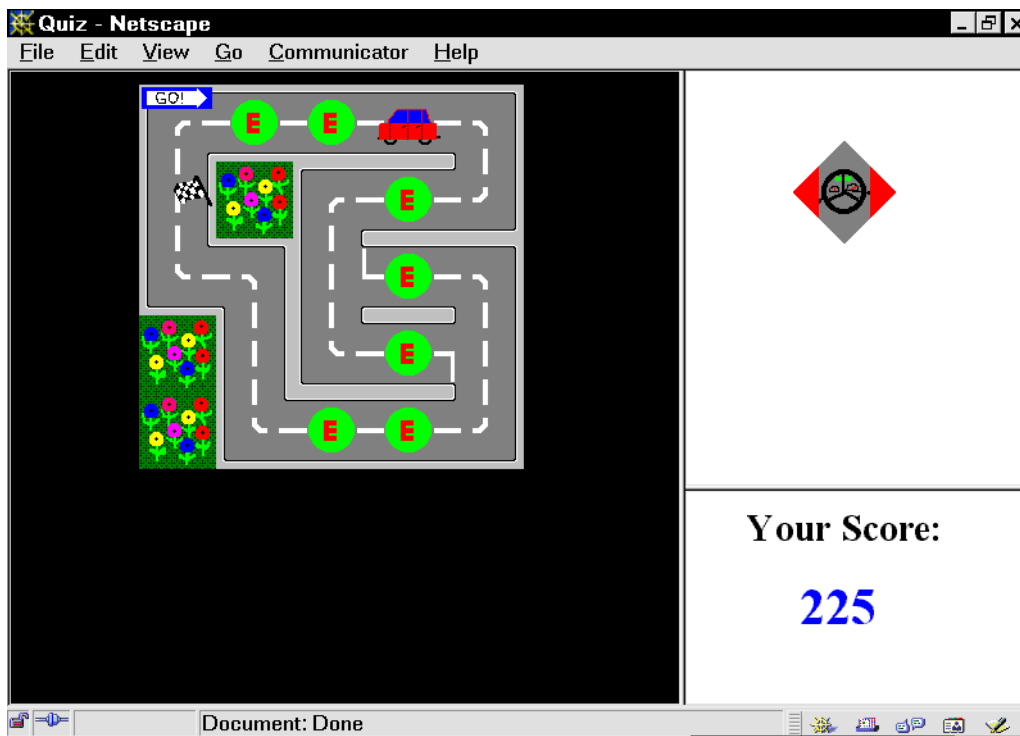 Quiz - Netscape
File Edit View Go Communicator Help
GO!
E E
E
E
E
E E
Your Score:
225
Document: Done